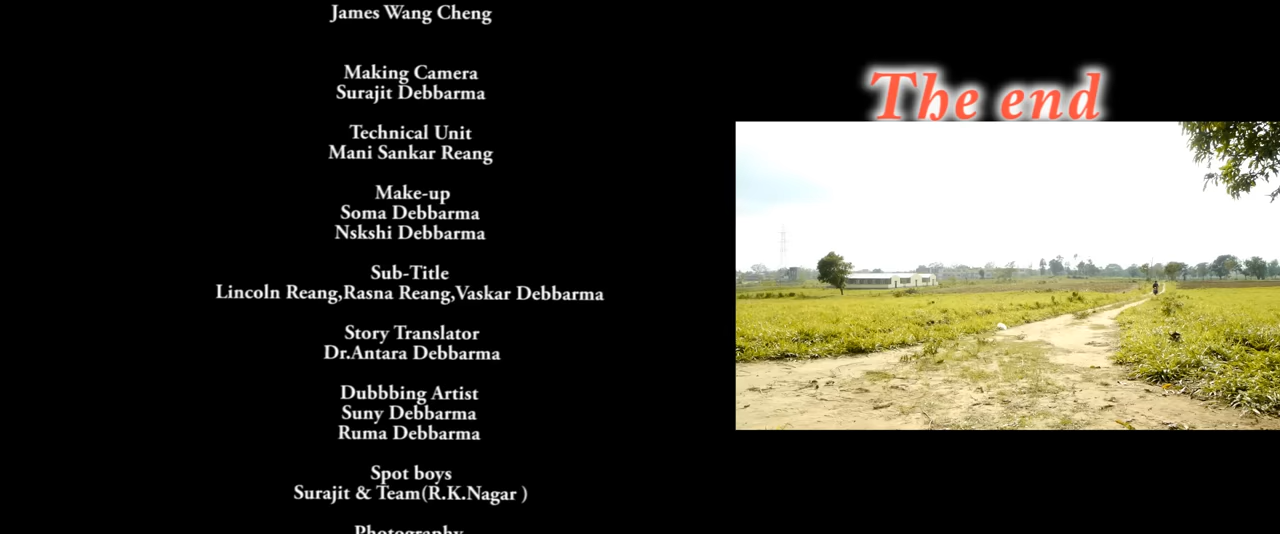 James Wang Cheng
Making Camera
Surajit Debbarma
Technical Unit
Mani Sankar Reang
Make-up
Soma Debbarma
Nskshi Debbarma
Sub-Title
Lincoln Reang,Rasna Reang,Vaskar Debbarma
Story Translator
Dr.Antara Debbarma
Dubbbing Artist
Suny Debbarma
Ruma Debbarma
Spot boys
Surajit & Team(R.K.Nagar )
Photography
The end